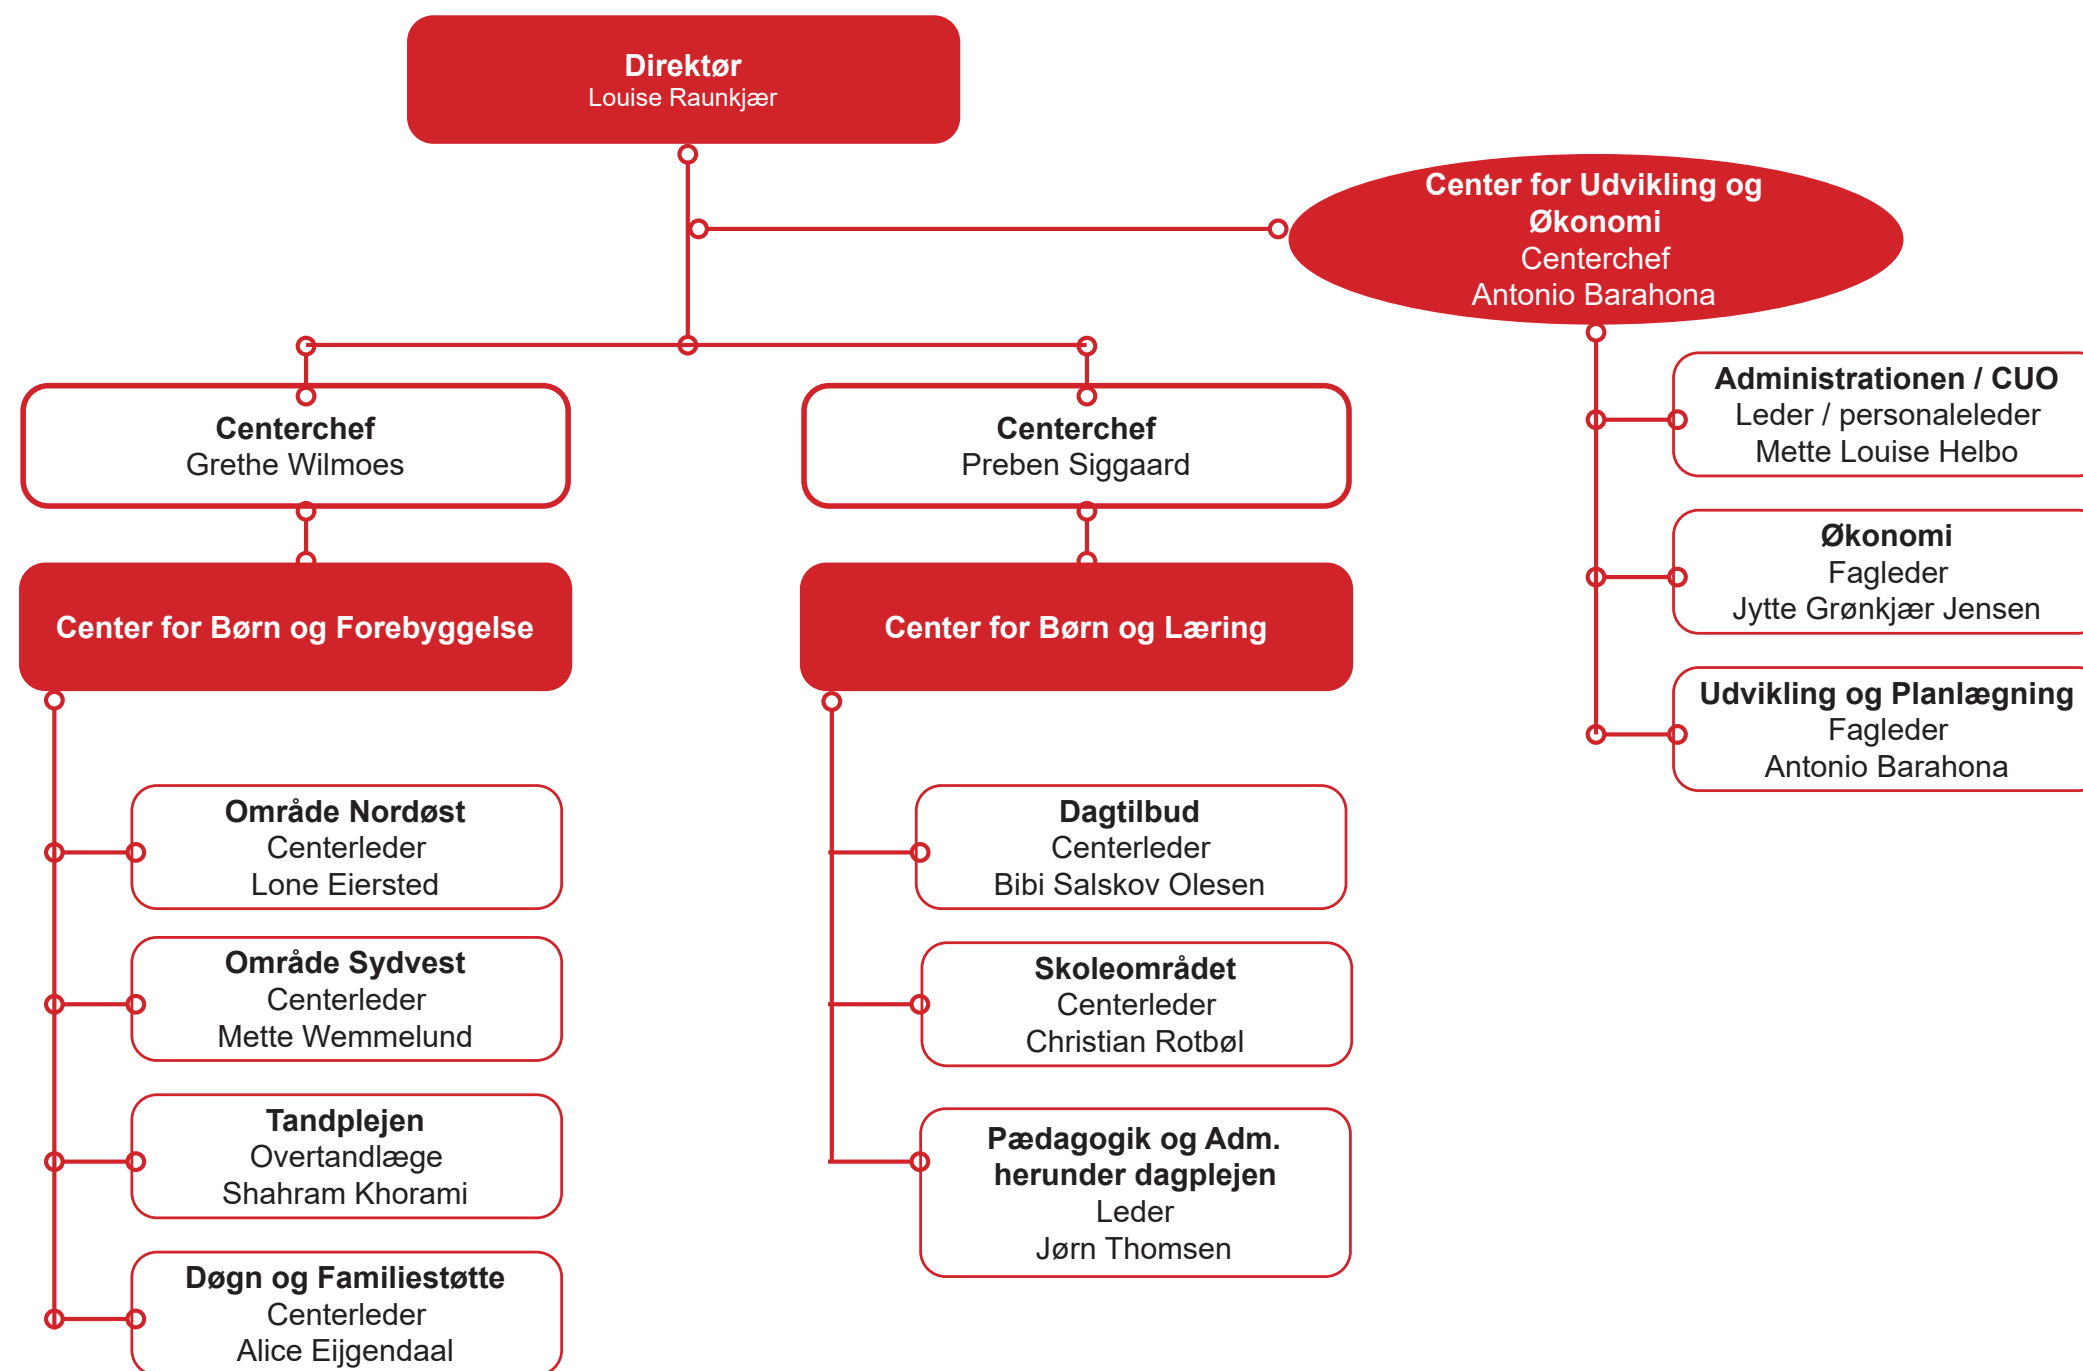 Direktør
Louise Raunkjær
Center for Udvikling og
Økonomi
Centerchef
Antonio Barahona
Centerchef
Grethe Wilmoes
Centerchef
Preben Siggaard
Administrationen / CUO
Leder / personaleleder
Mette Louise Helbo
Økonomi
Fagleder
Jytte Grønkjær Jensen
Udvikling og Planlægning
Fagleder
Antonio Barahona
Center for Børn og Forebyggelse
Center for Børn og Læring
Område Nordøst
Centerleder
Lone Eiersted
Område Sydvest
Centerleder
Mette Wemmelund
Tandplejen
Overtandlæge
Shahram Khorami
Døgn og Familiestøtte
Centerleder
Alice Eijgendaal
Dagtilbud
Centerleder
Bibi Salskov Olesen
Skoleområdet
Centerleder
Christian Rotbøl
Pædagogik og Adm.
herunder dagplejen
Leder
Jørn Thomsen